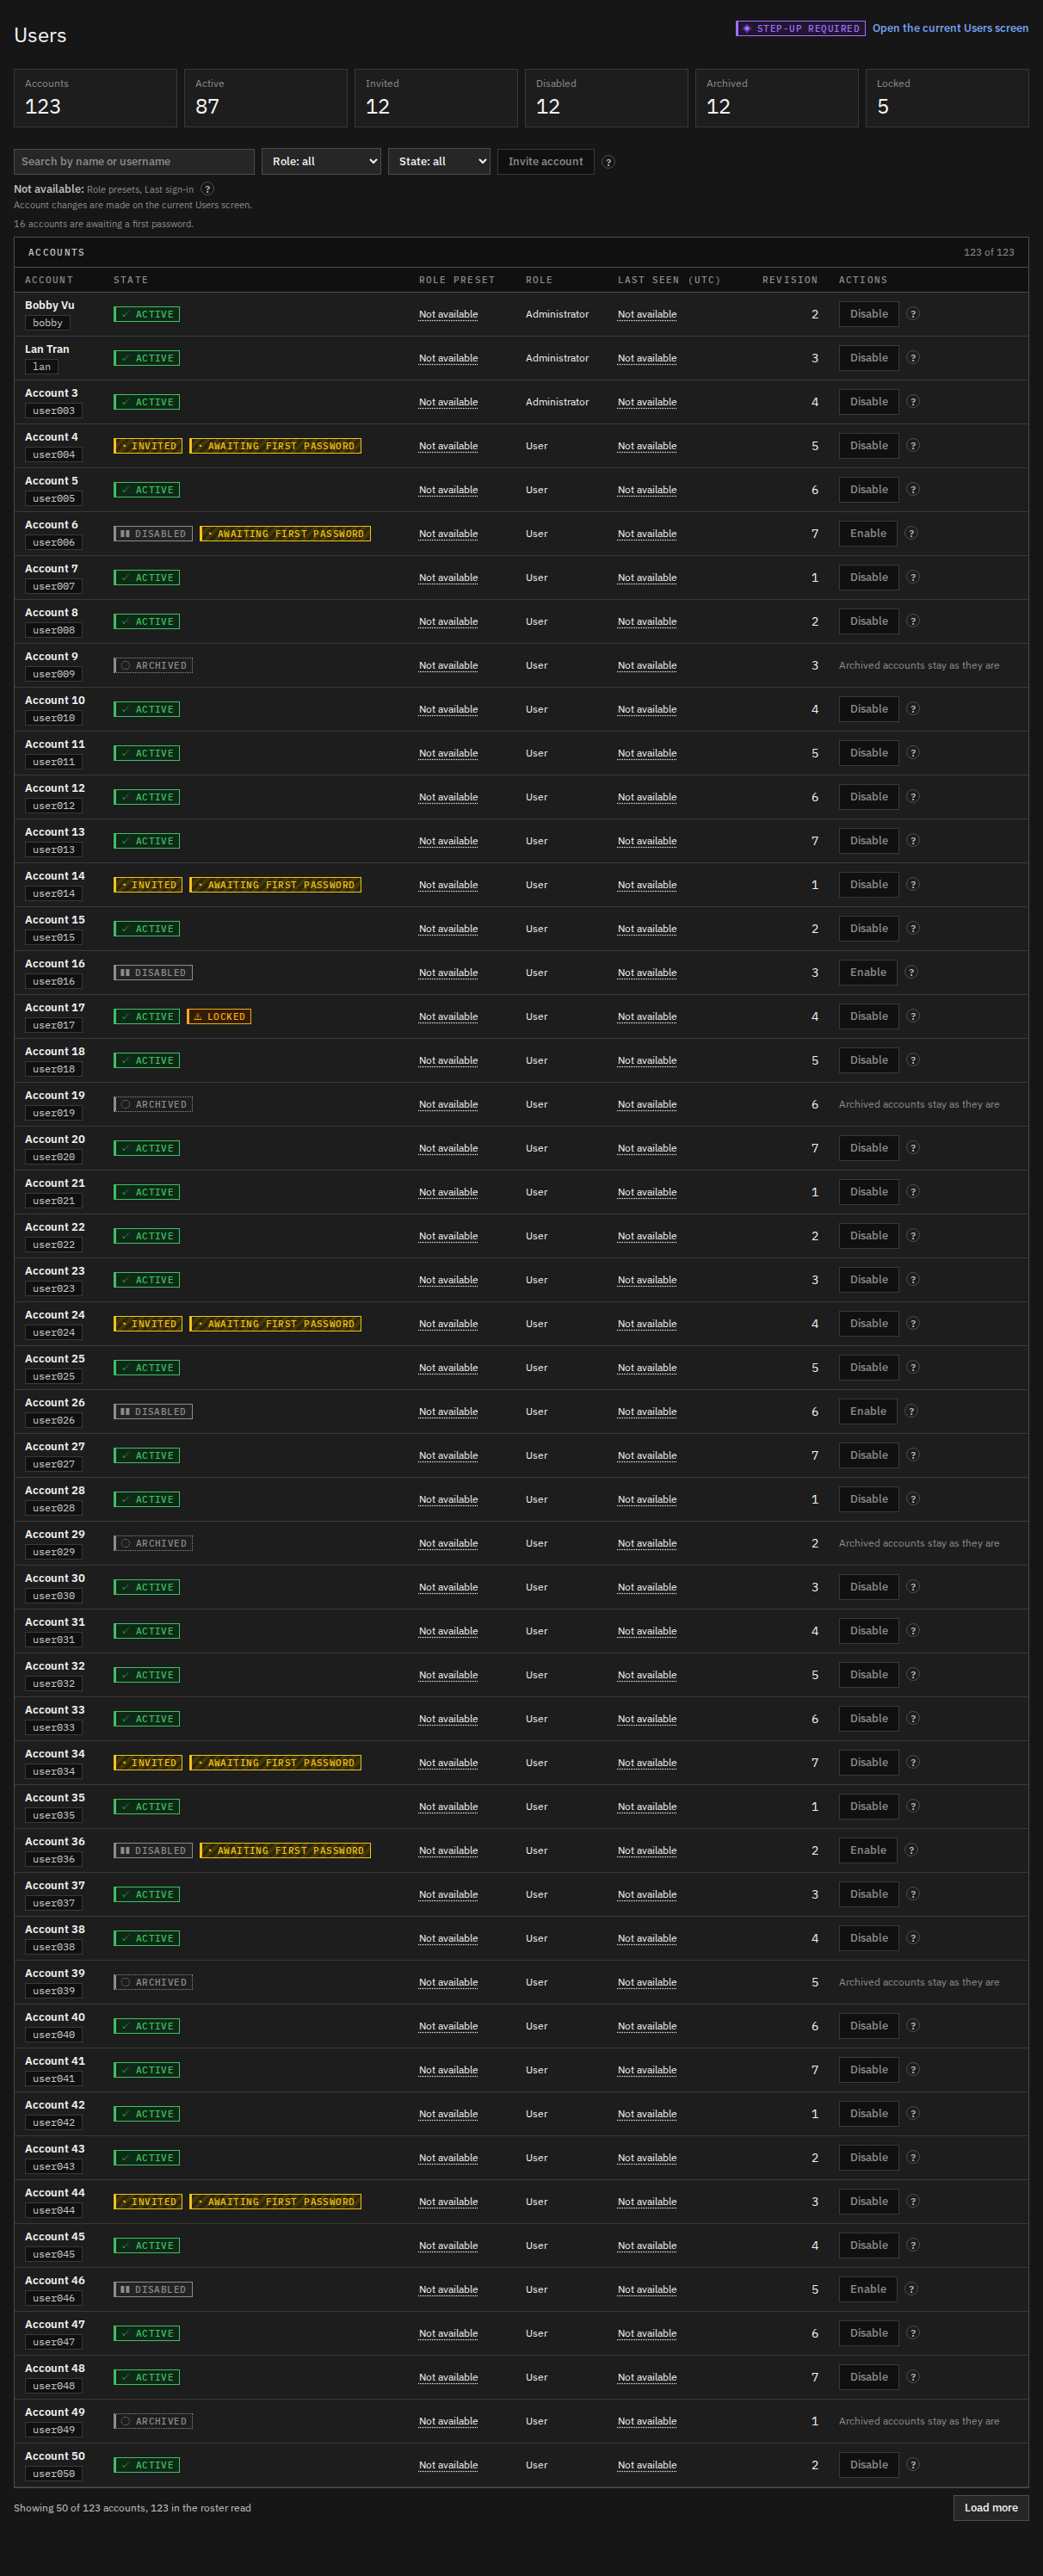 Users
STEP-UP REQUIRED Open the current Users screen
Accounts Active Invited Disabled Archived Locked
123 87 12 12 12 5
Search by name or username Role: all State: all Invite account ?
Not available: Role presets, Last sign-in ?
Account changes are made on the current Users screen.
16 accounts are awaiting a first password.
ACCOUNTS 123 of 123
ACCOUNT STATE ROLE PRESET ROLE LAST SEEN (UTC) REVISION ACTIONS
Bobby Vu
bobby ✓ ACTIVE Not available Administrator Not available 2 Disable ?
Lan Tran
lan ✓ ACTIVE Not available Administrator Not available 3 Disable ?
Account 3
user003 ✓ ACTIVE Not available Administrator Not available 4 Disable ?
Account 4
user004 INVITED AWAITING FIRST PASSWORD Not available User Not available 5 Disable ?
Account 5
user005 ✓ ACTIVE Not available User Not available 6 Disable ?
Account 6
user006 DISABLED AWAITING FIRST PASSWORD Not available User Not available 7 Enable ?
Account 7
user007 ✓ ACTIVE Not available User Not available 1 Disable ?
Account 8
user008 ✓ ACTIVE Not available User Not available 2 Disable ?
Account 9
user009 ARCHIVED Not available User Not available 3 Archived accounts stay as they are
Account 10
user010 ✓ ACTIVE Not available User Not available 4 Disable ?
Account 11
user011 ✓ ACTIVE Not available User Not available 5 Disable ?
Account 12
user012 ✓ ACTIVE Not available User Not available 6 Disable ?
Account 13
user013 ✓ ACTIVE Not available User Not available 7 Disable ?
Account 14
user014 INVITED AWAITING FIRST PASSWORD Not available User Not available 1 Disable ?
Account 15
user015 ✓ ACTIVE Not available User Not available 2 Disable ?
Account 16
user016 DISABLED Not available User Not available 3 Enable ?
Account 17
user017 ✓ ACTIVE ⚠ LOCKED Not available User Not available 4 Disable ?
Account 18
user018 ✓ ACTIVE Not available User Not available 5 Disable ?
Account 19
user019 ARCHIVED Not available User Not available 6 Archived accounts stay as they are
Account 20
user020 ✓ ACTIVE Not available User Not available 7 Disable ?
Account 21
user021 ✓ ACTIVE Not available User Not available 1 Disable ?
Account 22
user022 ✓ ACTIVE Not available User Not available 2 Disable ?
Account 23
user023 ✓ ACTIVE Not available User Not available 3 Disable ?
Account 24
user024 INVITED AWAITING FIRST PASSWORD Not available User Not available 4 Disable ?
Account 25
user025 ✓ ACTIVE Not available User Not available 5 Disable ?
Account 26
user026 DISABLED Not available User Not available 6 Enable ?
Account 27
user027 ✓ ACTIVE Not available User Not available 7 Disable ?
Account 28
user028 ✓ ACTIVE Not available User Not available 1 Disable ?
Account 29
user029 ARCHIVED Not available User Not available 2 Archived accounts stay as they are
Account 30
user030 ✓ ACTIVE Not available User Not available 3 Disable ?
Account 31
user031 ✓ ACTIVE Not available User Not available 4 Disable ?
Account 32
user032 ✓ ACTIVE Not available User Not available 5 Disable ?
Account 33
user033 ✓ ACTIVE Not available User Not available 6 Disable ?
Account 34
user034 INVITED AWAITING FIRST PASSWORD Not available User Not available 7 Disable ?
Account 35
user035 ✓ ACTIVE Not available User Not available 1 Disable ?
Account 36
user036 DISABLED AWAITING FIRST PASSWORD Not available User Not available 2 Enable ?
Account 37
user037 ✓ ACTIVE Not available User Not available 3 Disable ?
Account 38
user038 ✓ ACTIVE Not available User Not available 4 Disable ?
Account 39
user039 ARCHIVED Not available User Not available 5 Archived accounts stay as they are
Account 40
user040 ✓ ACTIVE Not available User Not available 6 Disable ?
Account 41
user041 ✓ ACTIVE Not available User Not available 7 Disable ?
Account 42
user042 ✓ ACTIVE Not available User Not available 1 Disable ?
Account 43
user043 ✓ ACTIVE Not available User Not available 2 Disable ?
Account 44
user044 INVITED AWAITING FIRST PASSWORD Not available User Not available 3 Disable ?
Account 45
user045 ✓ ACTIVE Not available User Not available 4 Disable ?
Account 46
user046 DISABLED Not available User Not available 5 Enable ?
Account 47
user047 ✓ ACTIVE Not available User Not available 6 Disable ?
Account 48
user048 ✓ ACTIVE Not available User Not available 7 Disable ?
Account 49
user049 ARCHIVED Not available User Not available 1 Archived accounts stay as they are
Account 50
user050 ✓ ACTIVE Not available User Not available 2 Disable ?
Showing 50 of 123 accounts, 123 in the roster read Load more